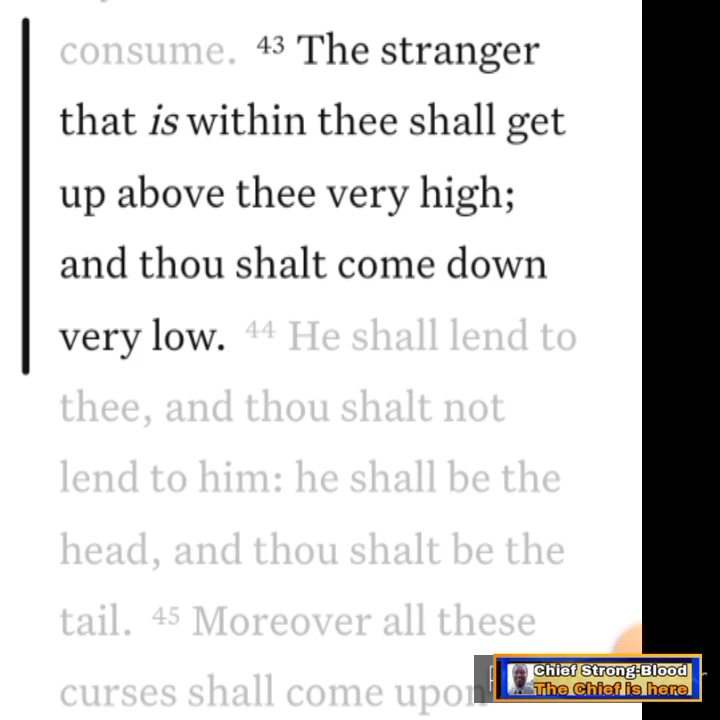 consume. 43 The stranger
that is within thee shall get
up above thee very high;
and thou shalt come down
very low. 44 He shall lend to
thee, and thou shalt not
lend to him: he shall be the
head, and thou shalt be the
tail. 45 Moreover all these
curses shall come upon
Chief Strong-Blood
The Chief is here